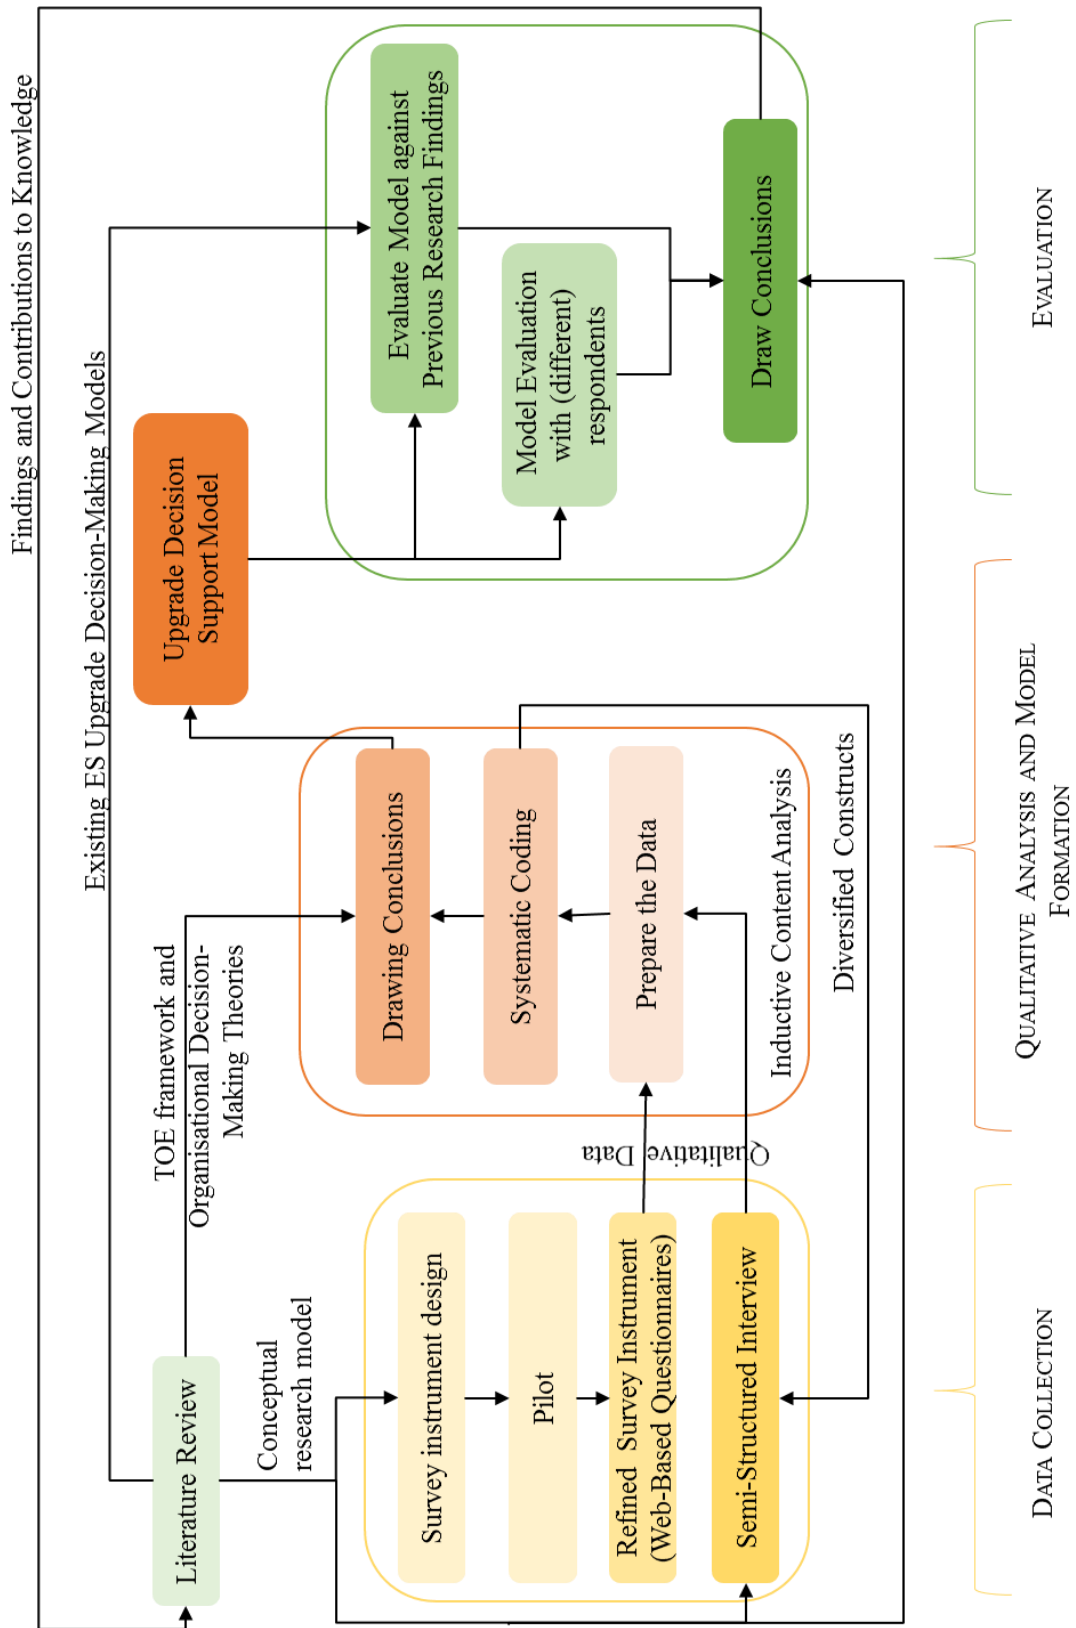 Findings and Contributions to Knowledge
Existing ES Upgrade Decision-Making Models
Literature Review
TOE framework and
Organisational Decision-
Making Theories
Conceptual
research model
Upgrade Decision
Support Model
Survey instrument design
Pilot
Refined Survey Instrument
(Web-Based Questionnaires)
Semi-Structured Interview
Qualitative Data
Drawing Conclusions
Systematic Coding
Prepare the Data
Inductive Content Analysis
Diversified Constructs
Evaluate Model against
Previous Research Findings
Model Evaluation
with (different)
respondents
Draw Conclusions
DATA COLLECTION
QUALITATIVE ANALYSIS AND MODEL
FORMATION
EVALUATION